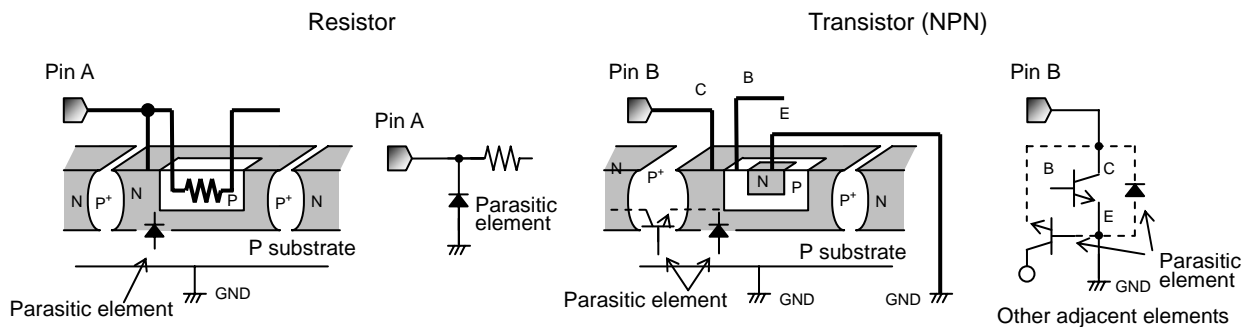 Resistor
Transistor (NPN)
Pin A
Pin A
N
P+
N
P
P+
N
Parasitic
element
P substrate
GND
Parasitic element
Pin B
C
B
E
N
P+
N
P
P+
N
P substrate
Parasitic element
GND
GND
Pin B
B
C
E
Parasitic
element
GND
Other adjacent elements